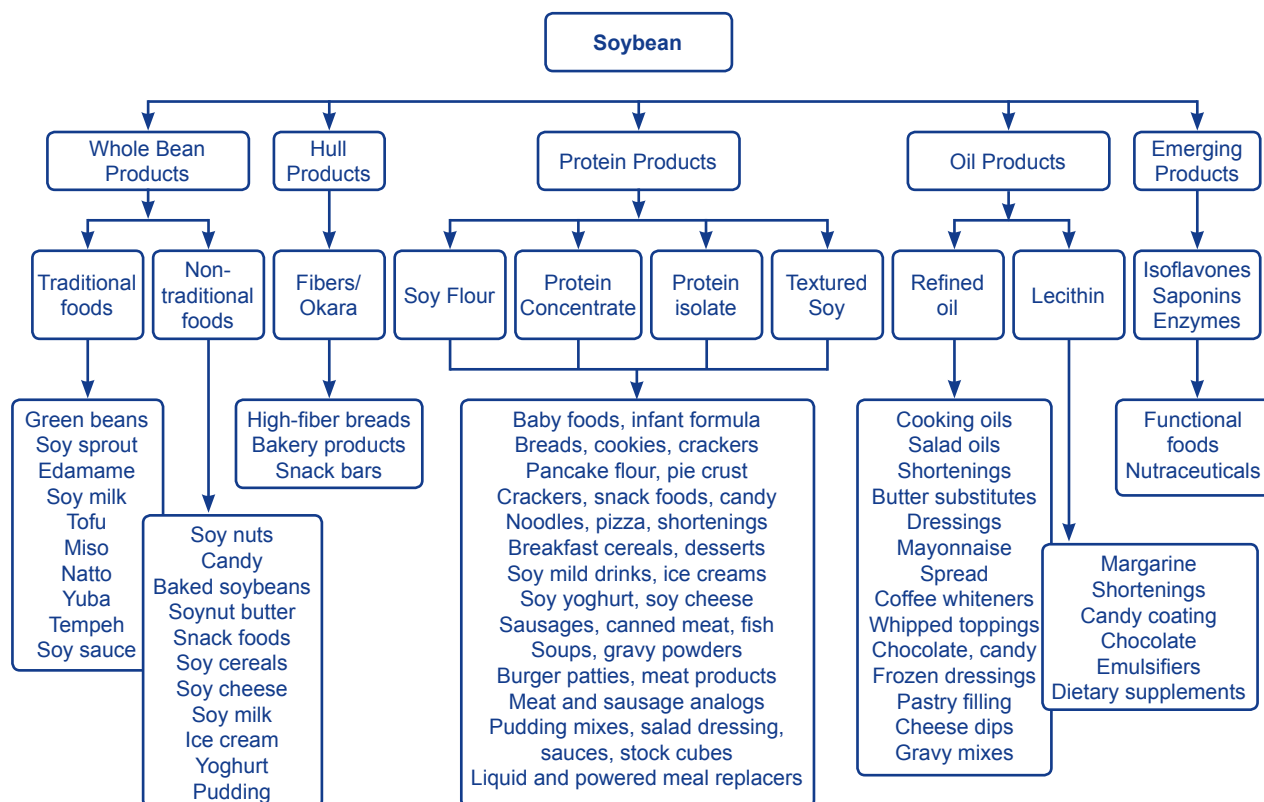 Soybean
Whole Bean
Products
Hull
Products
Protein Products
Oil Products
Emerging
Products
Traditional
foods
Non-
traditional
foods
Fibers/
Okara
Soy Flour
Protein
Concentrate
Protein
isolate
Textured
Soy
Refined
oil
Lecithin
Isoflavones
Saponins
Enzymes
Green beans
Soy sprout
Edamame
Soy milk
Tofu
Miso
Natto
Yuba
Tempeh
Soy sauce
Soy nuts
Candy
Baked soybeans
Soynut butter
Snack foods
Soy cereals
Soy cheese
Soy milk
Ice cream
Yoghurt
Pudding
High-fiber breads
Bakery products
Snack bars
Baby foods, infant formula
Breads, cookies, crackers
Pancake flour, pie crust
Crackers, snack foods, candy
Noodles, pizza, shortenings
Breakfast cereals, desserts
Soy mild drinks, ice creams
Soy yoghurt, soy cheese
Sausages, canned meat, fish
Soups, gravy powders
Burger patties, meat products
Meat and sausage analogs
Pudding mixes, salad dressing,
sauces, stock cubes
Liquid and powered meal replacers
Cooking oils
Salad oils
Shortenings
Butter substitutes
Dressings
Mayonnaise
Spread
Coffee whiteners
Whipped toppings
Chocolate, candy
Frozen dressings
Pastry filling
Cheese dips
Gravy mixes
Margarine
Shortenings
Candy coating
Chocolate
Emulsifiers
Dietary supplements
Functional
foods
Nutraceuticals